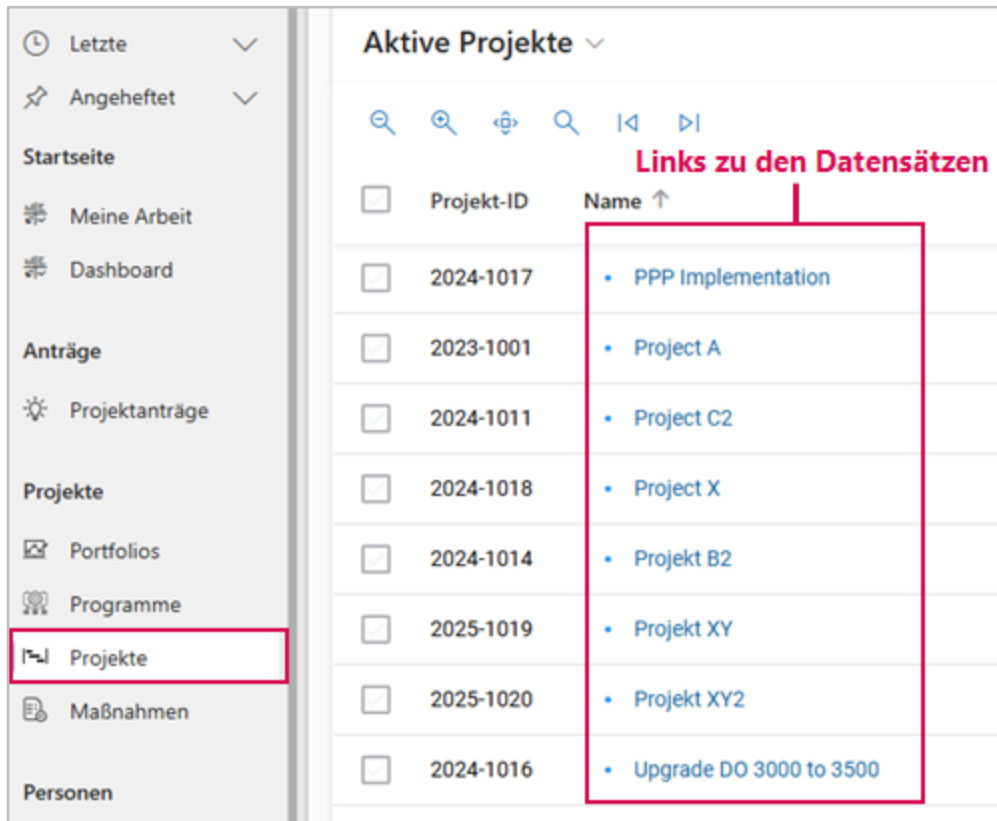 Letzte
Angeheftet
Startseite
Meine Arbeit
Dashboard
Anträge
Projektanträge
Projekte
Portfolios
Programme
Projekte
Maßnahmen
Personen
Aktive Projekte
Links zu den Datensätzen
Projekt-ID Name
2024-1017 PPP Implementation
2023-1001 Project A
2024-1011 Project C2
2024-1018 Project X
2024-1014 Projekt B2
2025-1019 Projekt XY
2025-1020 Projekt XY2
2024-1016 Upgrade DO 3000 to 3500